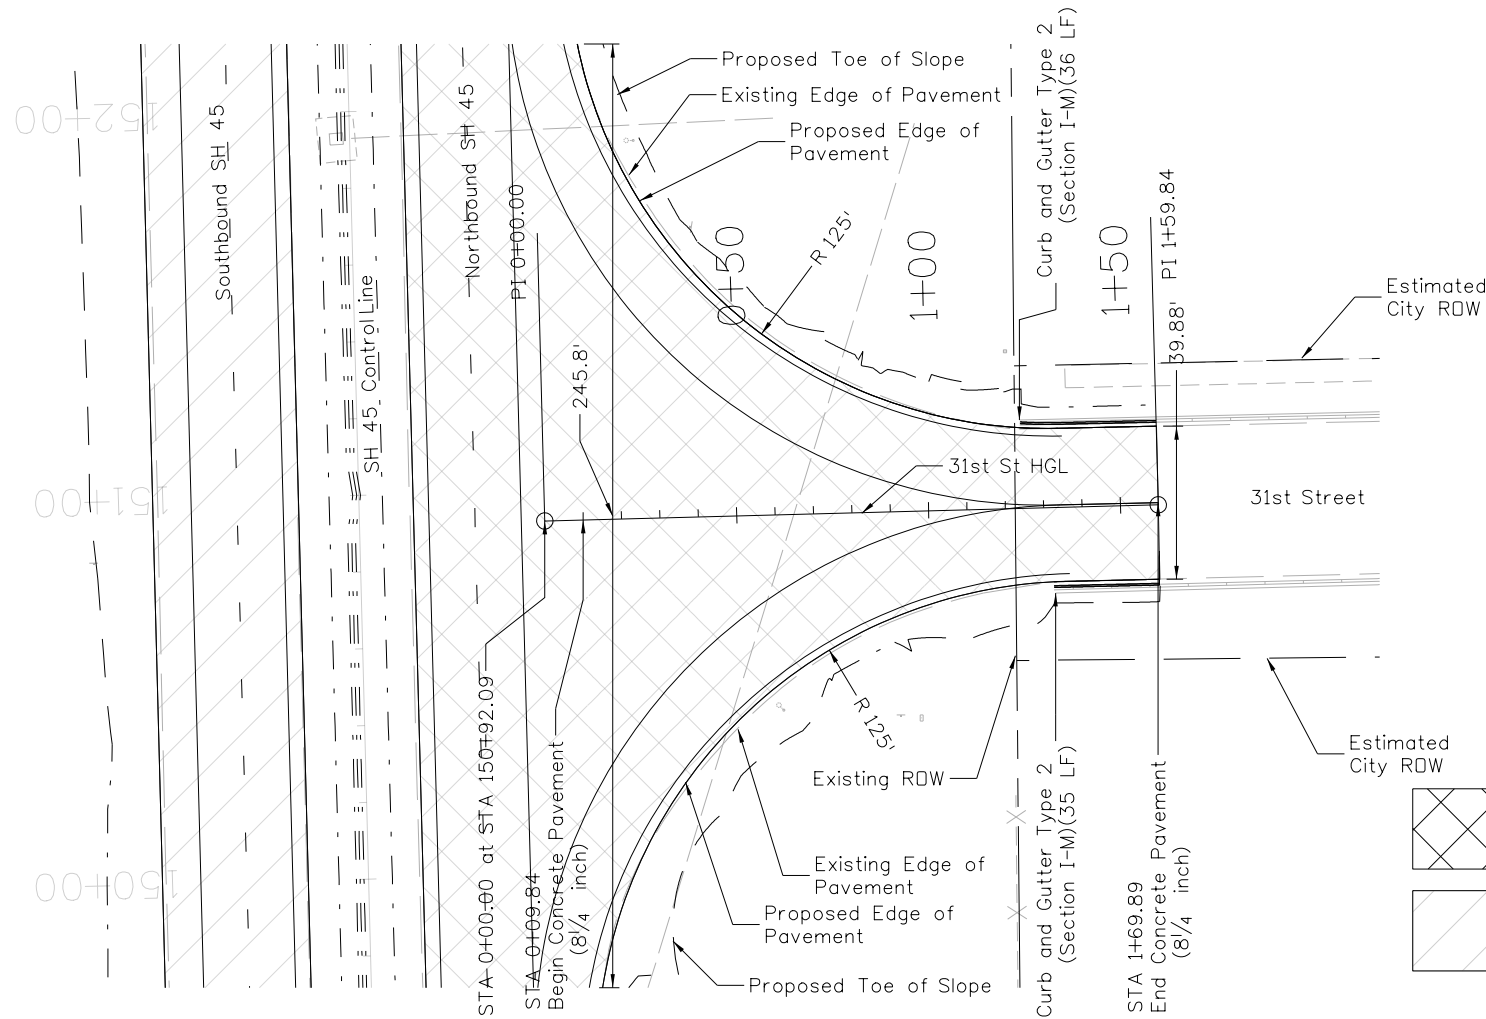 Proposed Toe of Slope
Existing Edge of Pavement
Proposed Edge of
Pavement
Curb and Gutter Type 2
(Section I-M)(36 LF)
152+00
Southbound SH 45
Northbound SH 45
SH 45 Control Line
PI 0+00.00
0+50
R 125'
1+00
1+50
PI 1+59.84
39.88'
Estimated
City ROW
245.8'
31st St HGL
151+00
31st Street
STA 0+00.00 at STA 150+92.09
STA 0+09.84
Begin Concrete Pavement
(8 1/4 inch)
R 125'
Existing ROW
Estimated
City ROW
Curb and Gutter Type 2
(Section I-M)(35 LF)
STA 1+69.89
End Concrete Pavement
(8 1/4 inch)
150+00
Existing Edge of
Pavement
Proposed Edge of
Pavement
Proposed Toe of Slope